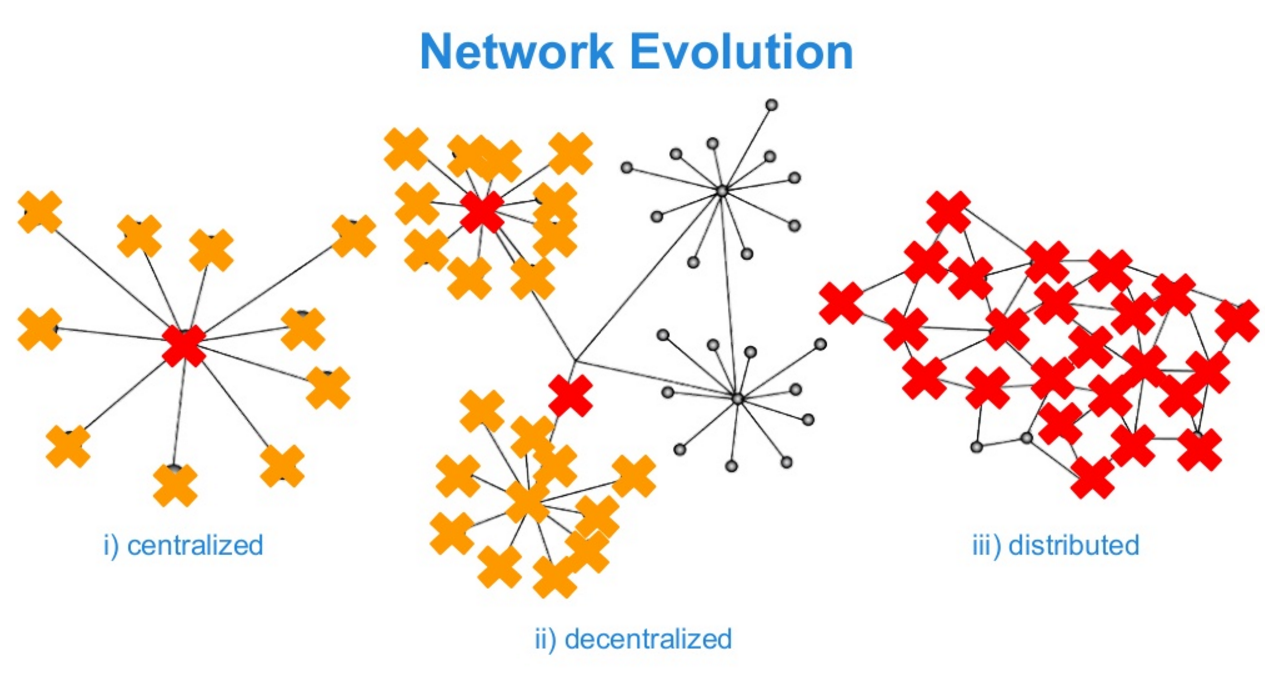 Network Evolution
i) centralized
ii) decentralized
iii) distributed